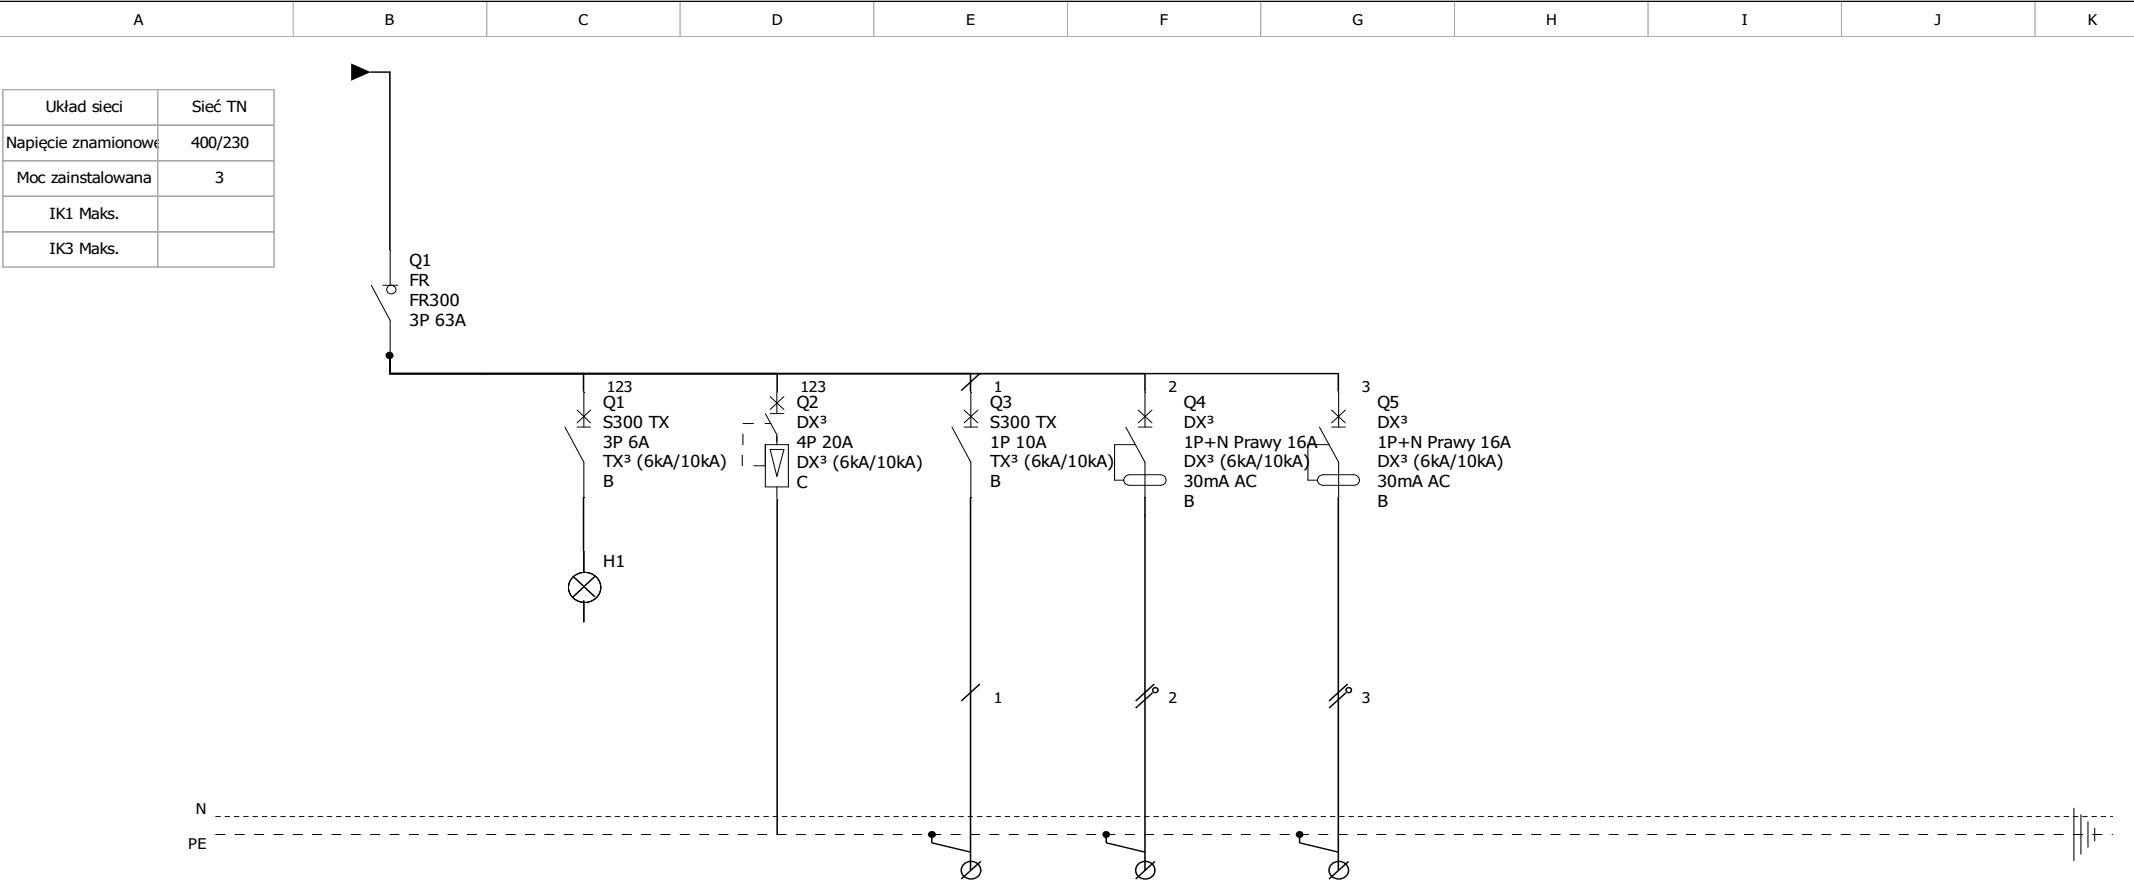 A B C D E F G H I J K
Układ sieci Sieć TN
Napięcie znamionowe 400/230
Moc zainstalowana 3
IK1 Maks.
IK3 Maks.
Q1
FR
FR300
3P 63A
123
Q1
S300 TX
3P 6A
TX³ (6kA/10kA)
B
H1
123
Q2
DX³
4P 20A
DX³ (6kA/10kA)
C
1
Q3
S300 TX
1P 10A
TX³ (6kA/10kA)
B
1
2
Q4
DX³
1P+N Prawy 16A
DX³ (6kA/10kA)
30mA AC
B
2
3
Q5
DX³
1P+N Prawy 16A
DX³ (6kA/10kA)
30mA AC
B
3
N
PE